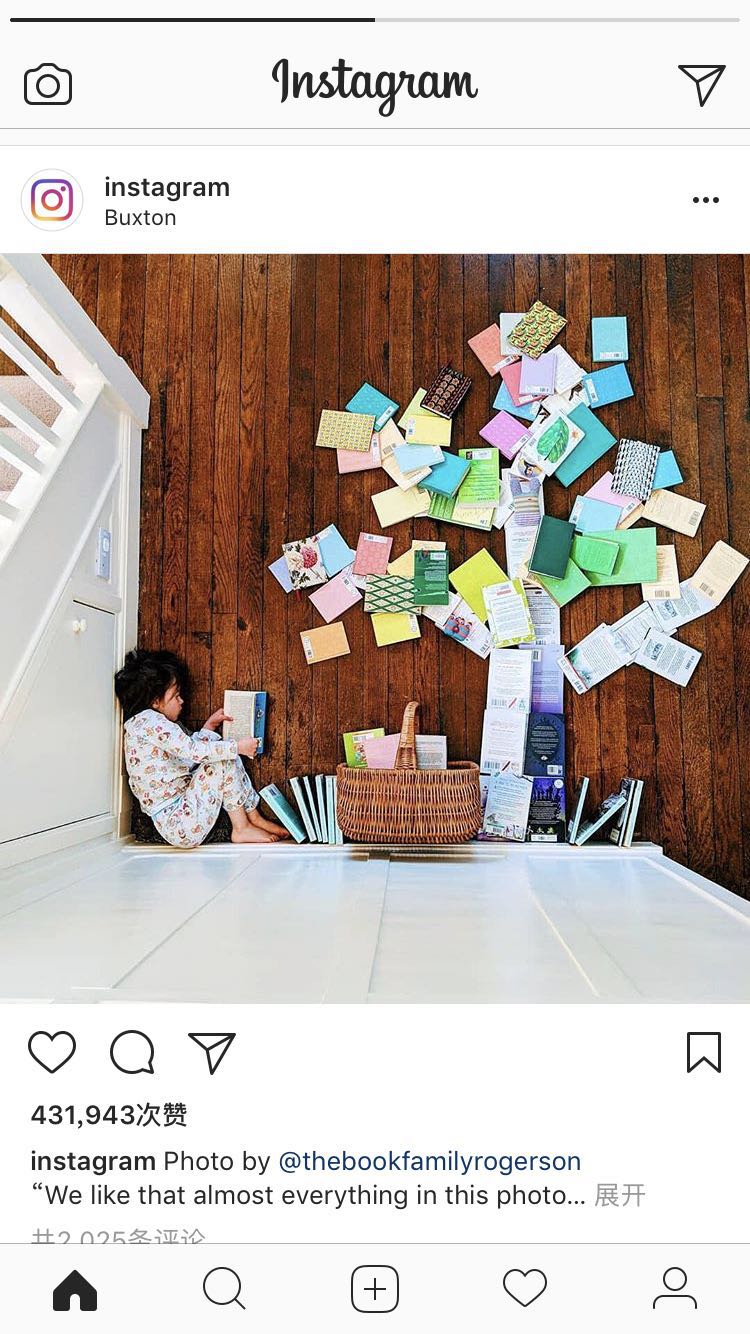 Instagram
instagram
Buxton
431,943次赞
instagram Photo by @thebookfamilyrogerson
“We like that almost everything in this photo... 展开
共2,025条评论